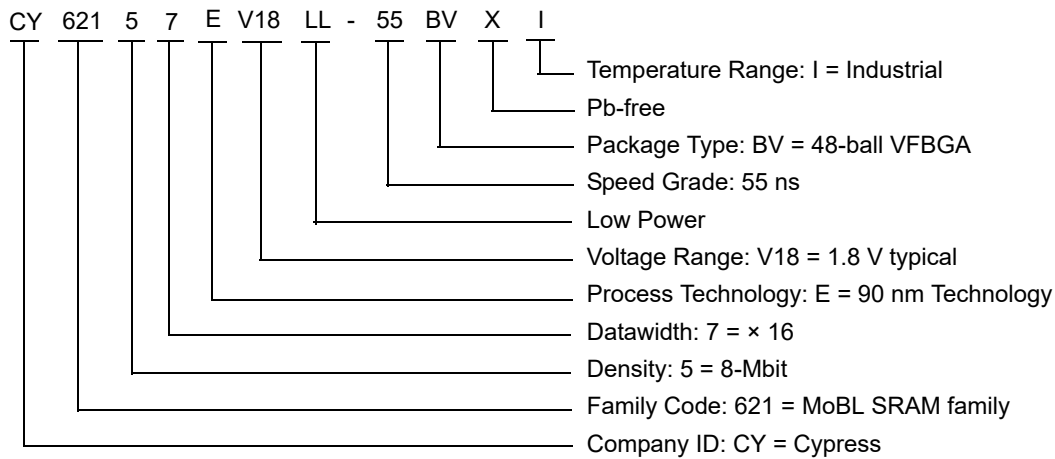 CY 621 5 7 E V18 LL - 55 BV X I
Temperature Range: I = Industrial
Pb-free
Package Type: BV = 48-ball VFBGA
Speed Grade: 55 ns
Low Power
Voltage Range: V18 = 1.8 V typical
Process Technology: E = 90 nm Technology
Datawidth: 7 = × 16
Density: 5 = 8-Mbit
Family Code: 621 = MoBL SRAM family
Company ID: CY = Cypress